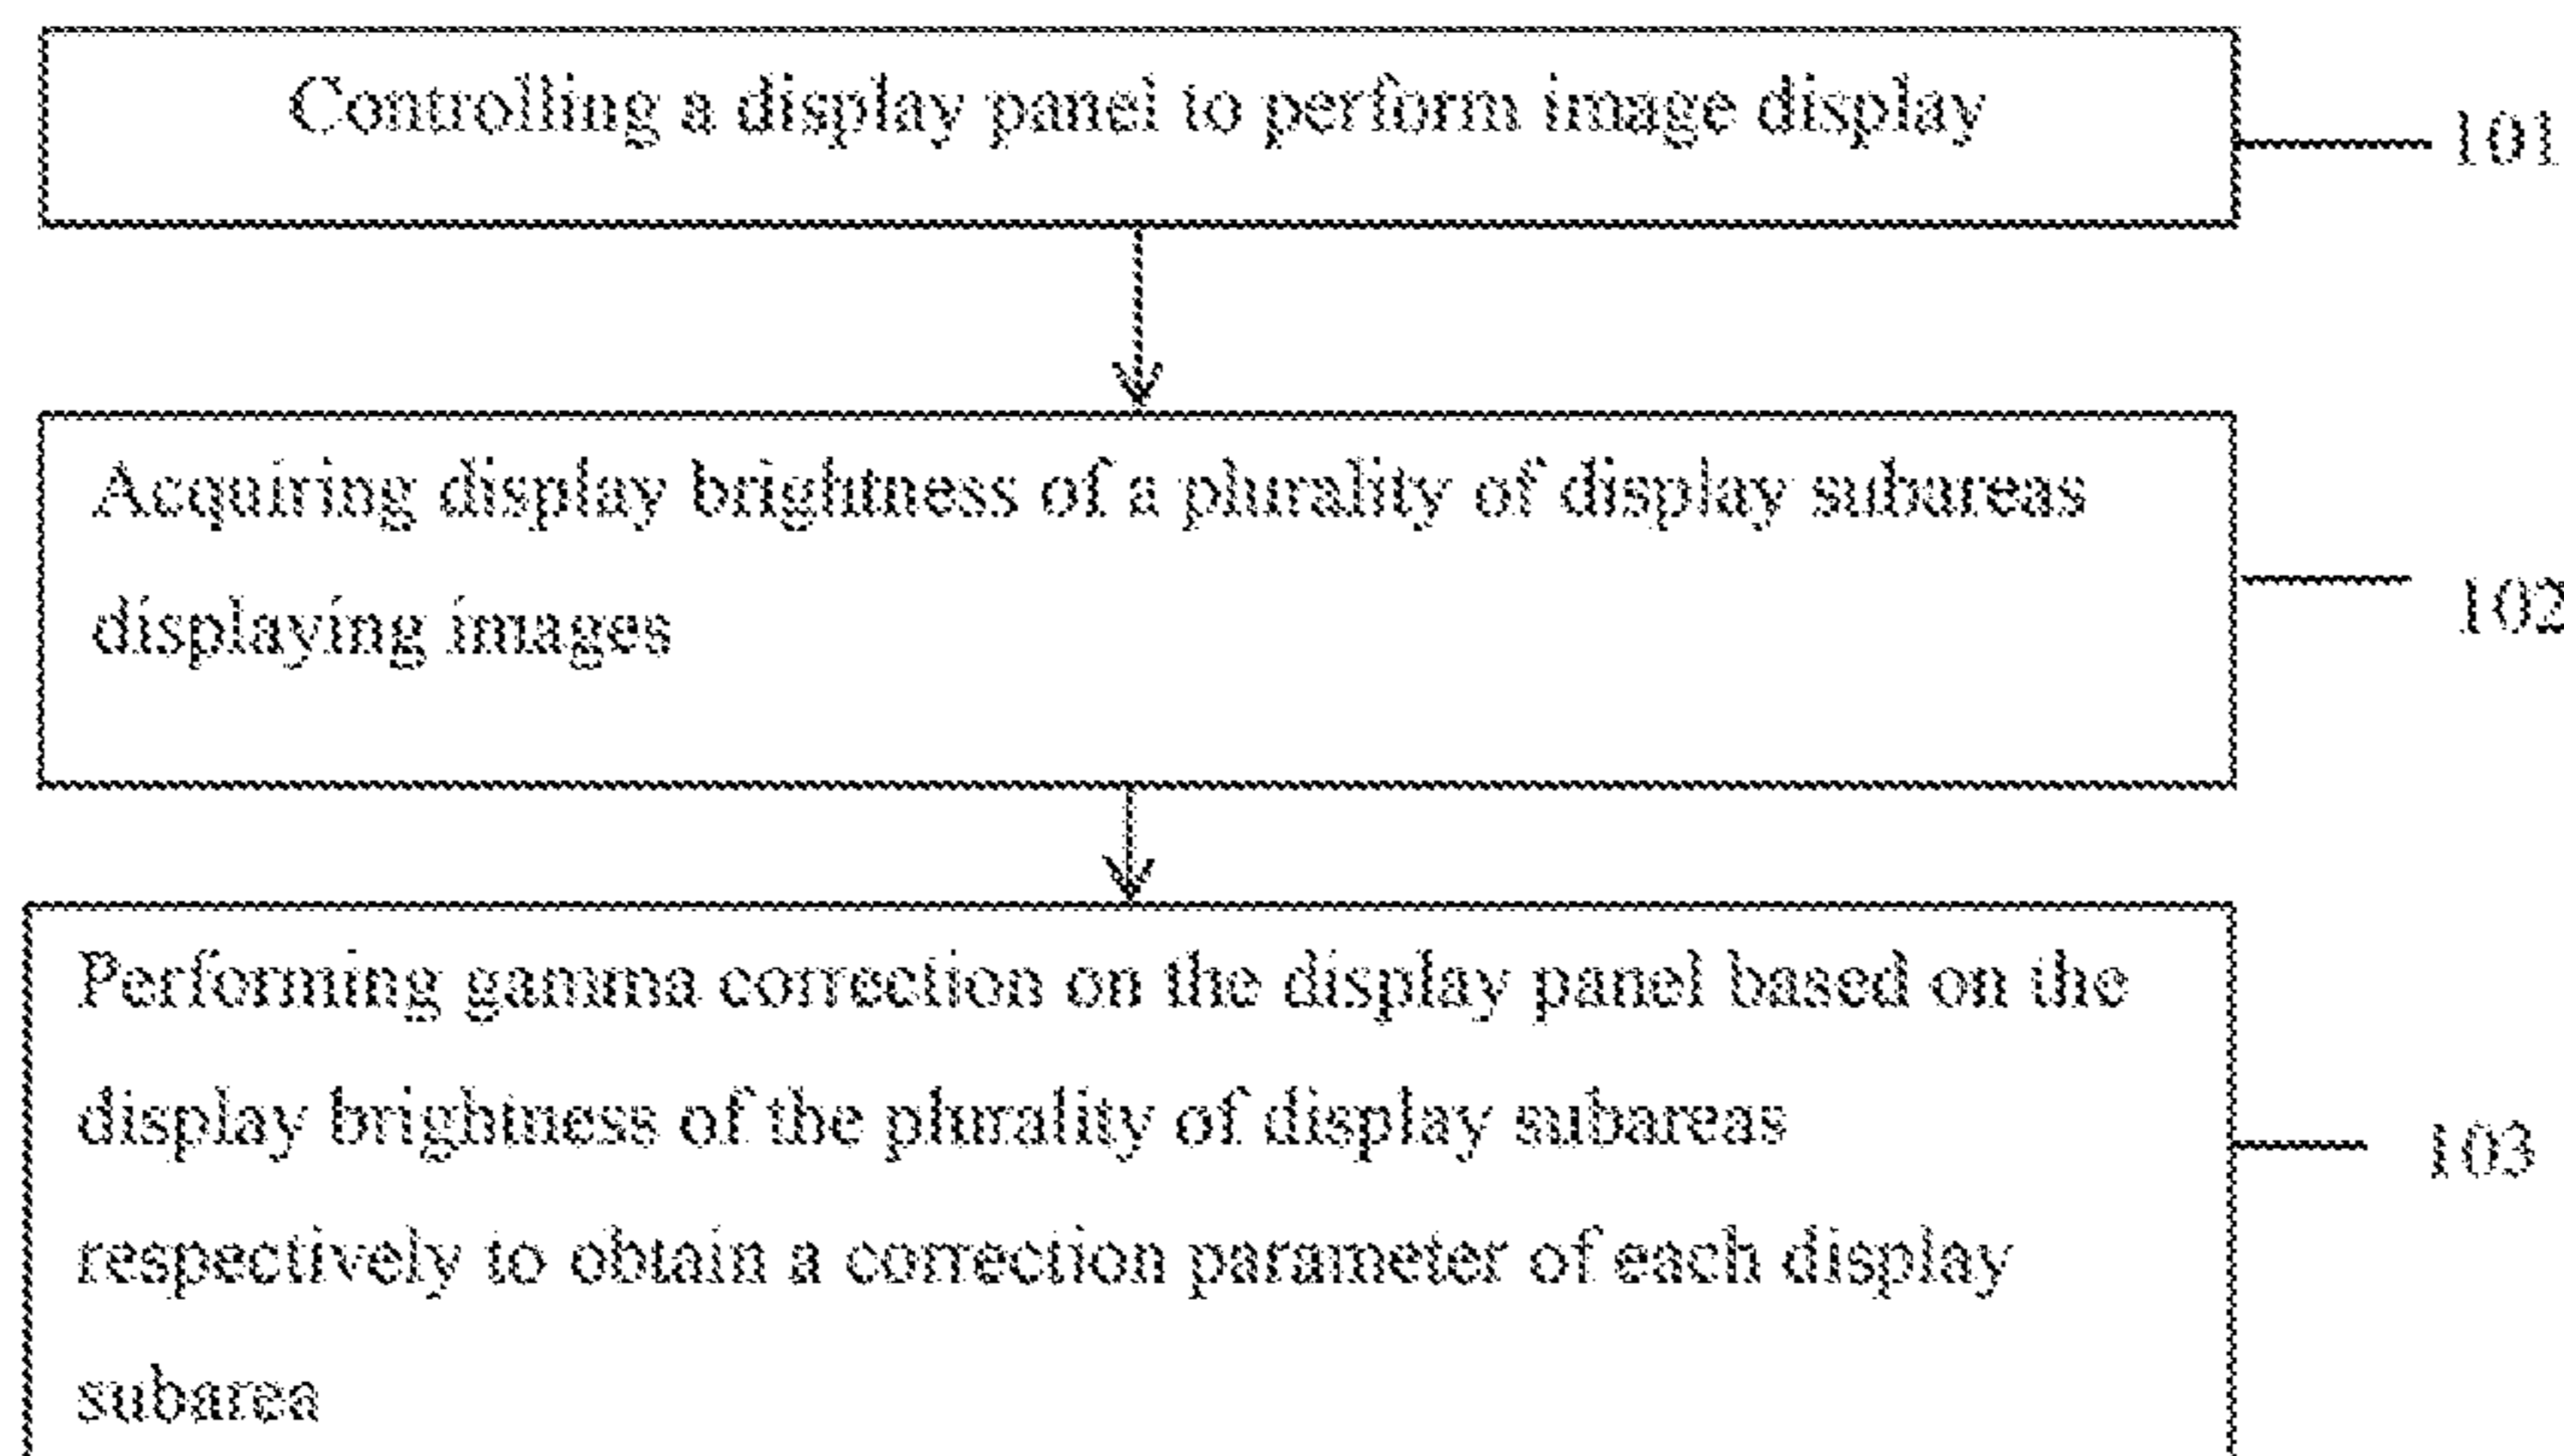 Controlling a display panel to perform image display
101
Acquiring display brightness of a plurality of display subareas
displaying images
102
Performing gamma correction on the display panel based on the
display brightness of the plurality of display subareas
103
respectively to obtain a correction parameter of each display
subarea